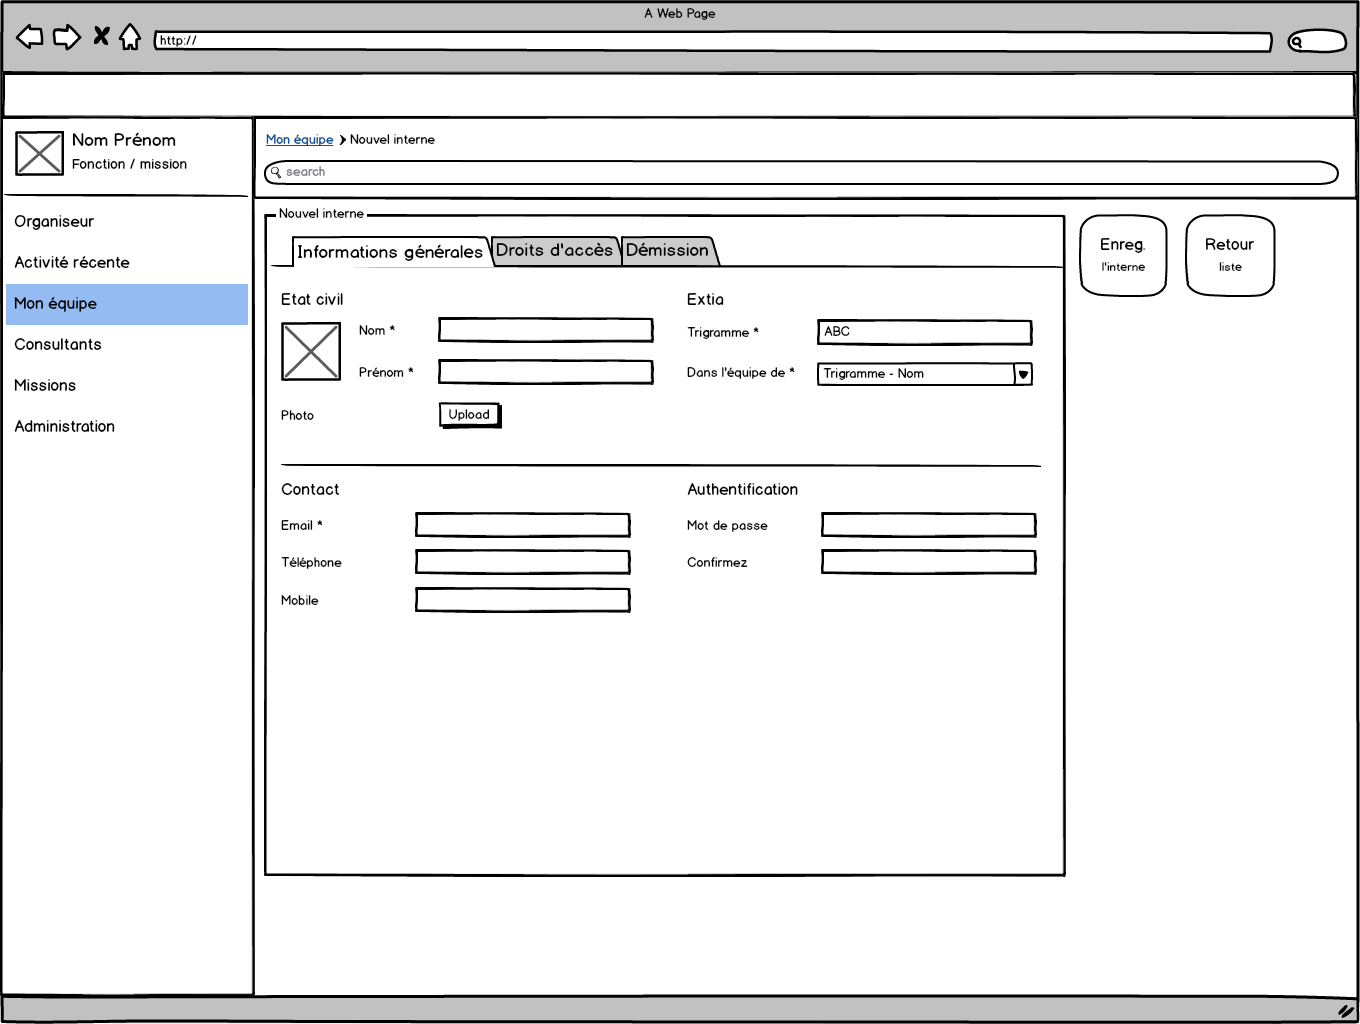 A Web Page
http://
Nom Prénom
Fonction / mission
Organiseur
Activité récente
Mon équipe
Consultants
Missions
Administration
Mon équipe Nouvel interne
search
Nouvel interne
Informations générales Droits d'accès Démission
Enreg.
l'interne
Retour
liste
Etat civil
Nom *
Prénom *
Photo
Upload
Extia
Trigramme *
ABC
Dans l'équipe de *
Trigramme - Nom
Contact
Email *
Téléphone
Mobile
Authentification
Mot de passe
Confirmez